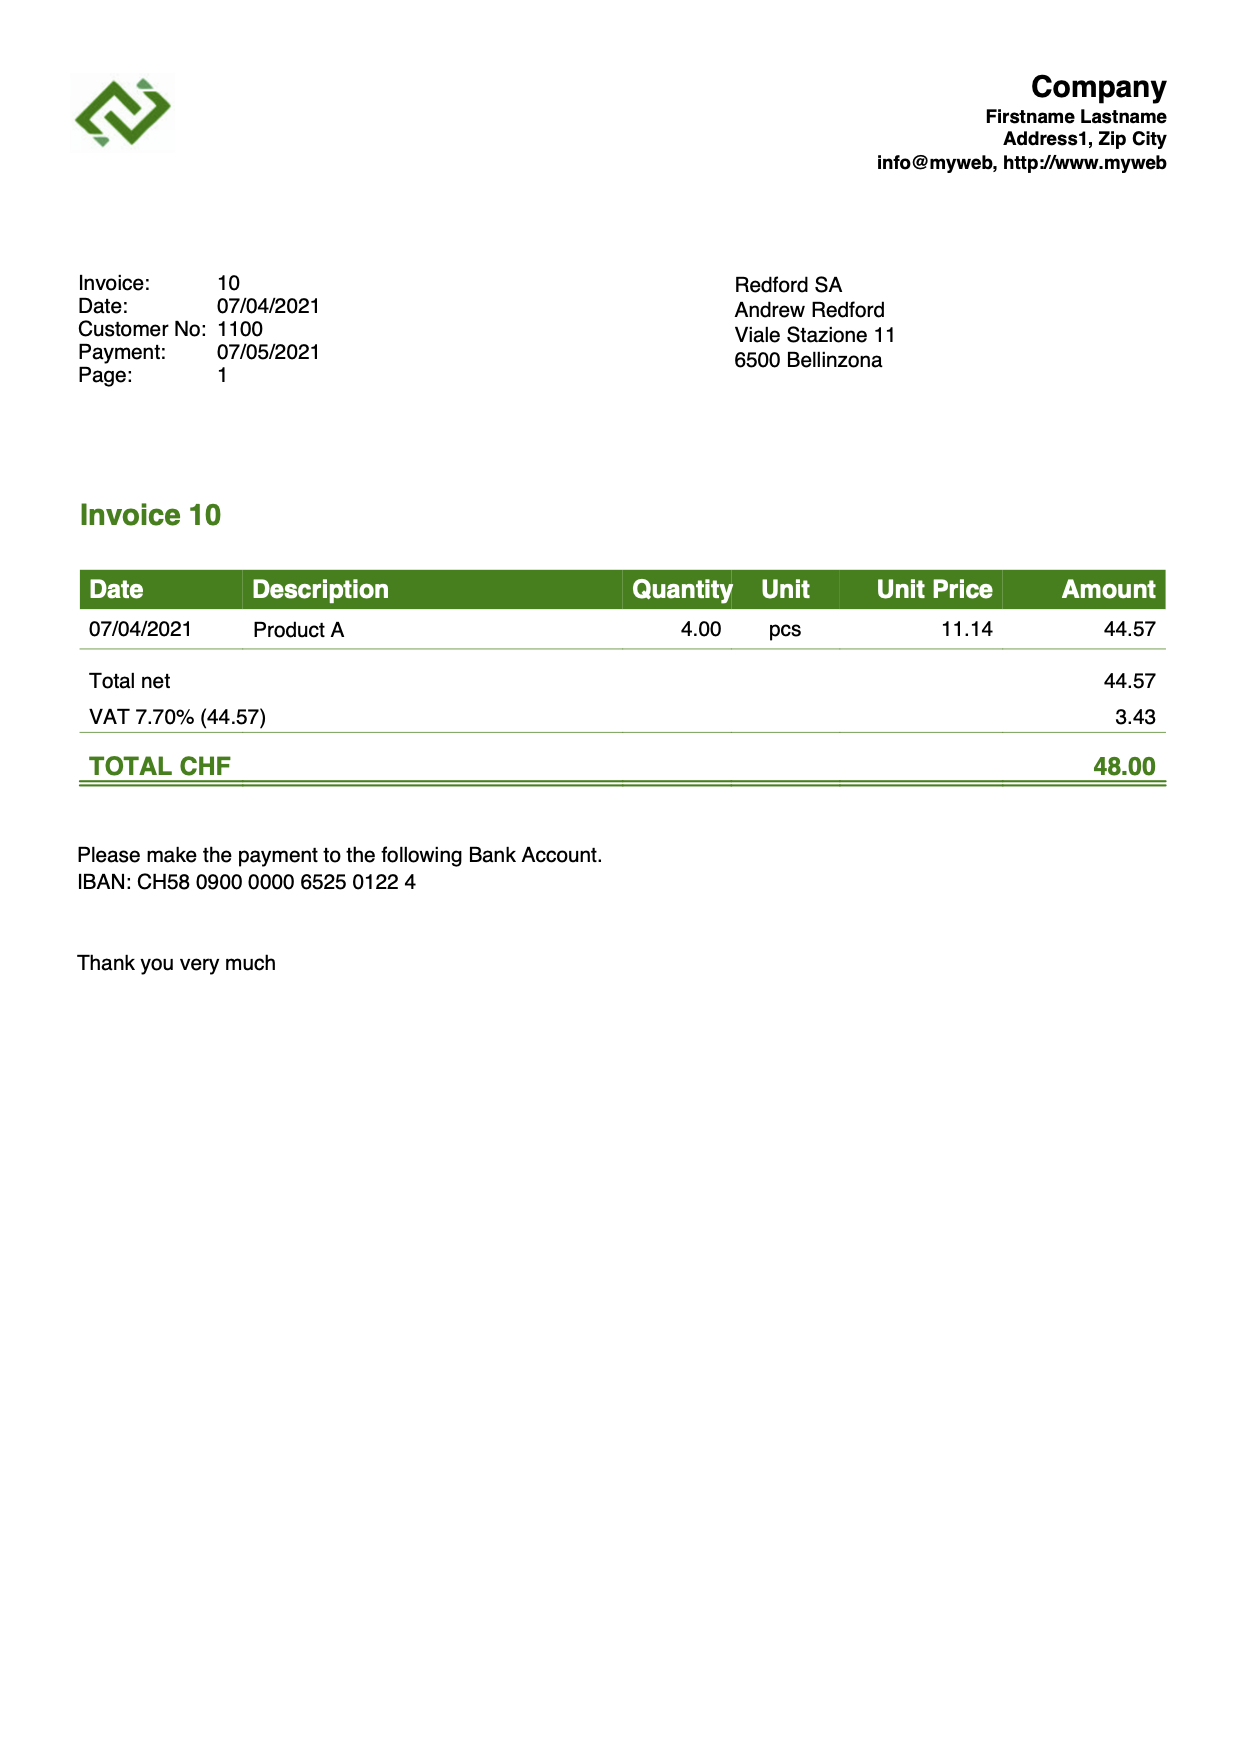 Company
Firstname Lastname
Address1, Zip City
info@myweb, http://www.myweb
Invoice: 10
Date: 07/04/2021
Customer No: 1100
Payment: 07/05/2021
Page: 1
Redford SA
Andrew Redford
Viale Stazione 11
6500 Bellinzona
Invoice 10
Date Description Quantity Unit Unit Price Amount
07/04/2021 Product A 4.00 pcs 11.14 44.57
Total net 44.57
VAT 7.70% (44.57) 3.43
TOTAL CHF 48.00
Please make the payment to the following Bank Account.
IBAN: CH58 0900 0000 6525 0122 4
Thank you very much